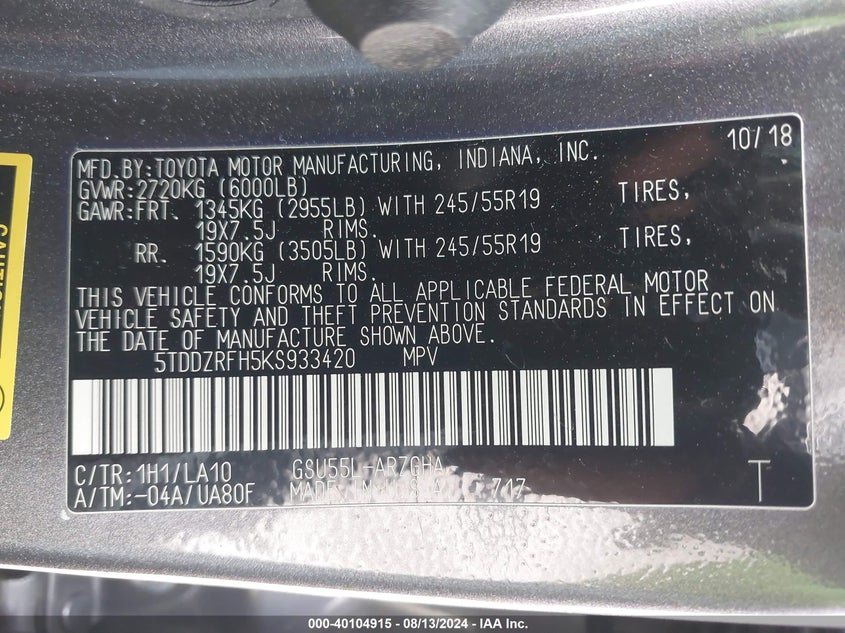 10/18
MFD.BY:TOYOTA MOTOR MANUFACTURING, INDIANA, INC.
GVWR:2720KG (6000LB)
GAWR:FRT. 1345KG (2955LB) WITH 245/55R19 TIRES,
19X7.5J RIMS.
RR. 1590KG (3505LB) WITH 245/55R19 TIRES,
19X7.5J RIMS.
THIS VEHICLE CONFORMS TO ALL APPLICABLE FEDERAL MOTOR
VEHICLE SAFETY AND THEFT PREVENTION STANDARDS IN EFFECT ON
THE DATE OF MANUFACTURE SHOWN ABOVE.
5TDDZRFH5KS933420 MPV
C/TR:1H1/LA10 GSU55L-ARZGHA
A/TM:-04A/UA80F MADE 717
T
000-40104915 - 08/13/2024 - IAA Inc.